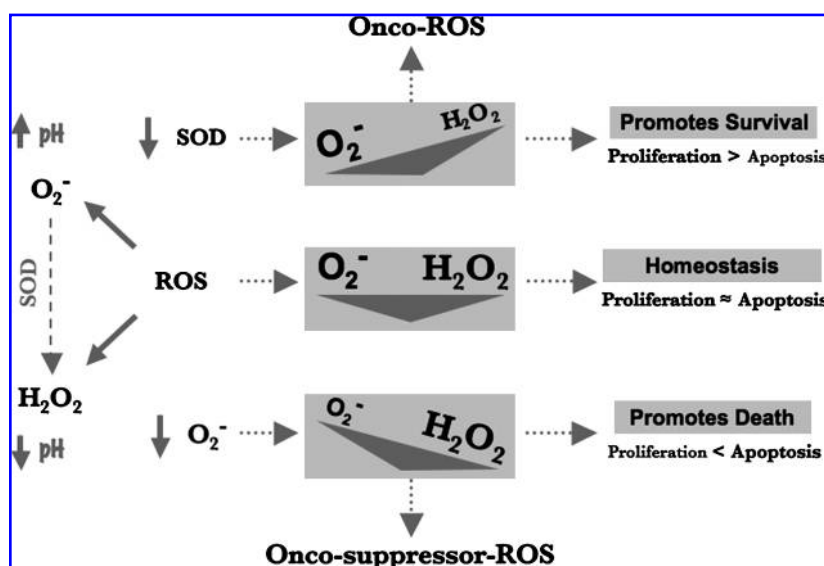 Onco-ROS
pH
SOD
O₂⁻
H₂O₂
Promotes Survival
Proliferation > Apoptosis
O₂⁻
SOD
ROS
O₂⁻
H₂O₂
Homeostasis
Proliferation ≈ Apoptosis
H₂O₂
pH
O₂⁻
O₂⁻
H₂O₂
Promotes Death
Proliferation < Apoptosis
Onco-suppressor-ROS